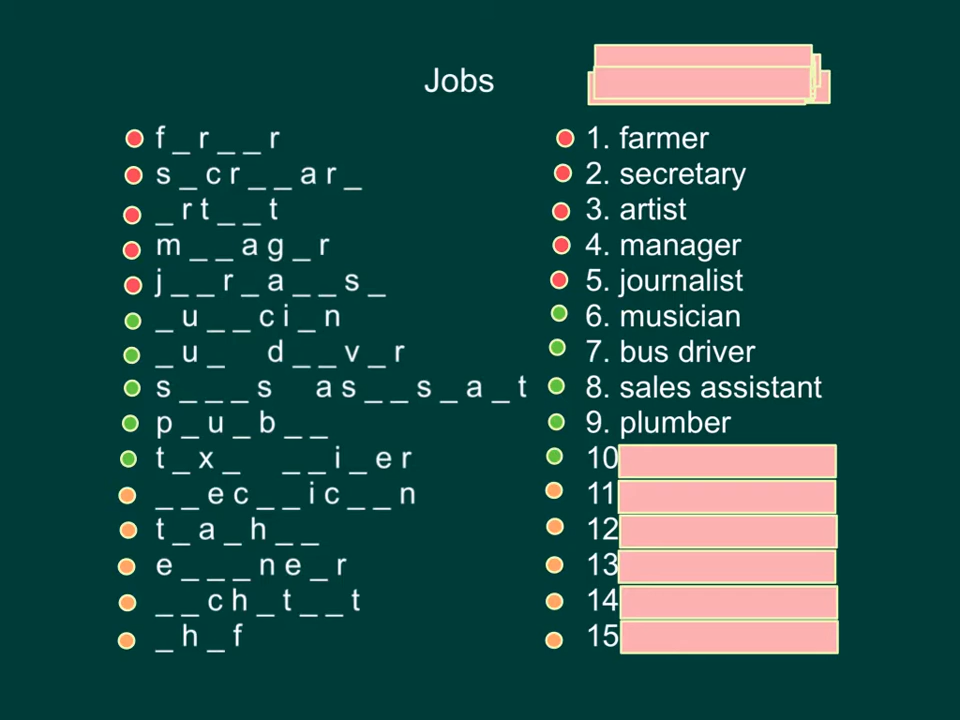 Jobs
f _ r _ _ r
s _ c r _ _ a r _
_ r t _ _ t
m _ _ a g _ r
j _ _ r _ a _ _ s _
_ u _ _ c i _ n
_ u _ d _ _ v _ r
s _ _ _ s a s _ _ s _ a _ t
p _ u _ b _ _
t _ x _ _ _ i _ e r
_ _ e c _ _ i c _ _ n
t _ a _ h _ _
e _ _ _ n e _ r
_ _ c h _ t _ _ t
_ h _ f
1. farmer
2. secretary
3. artist
4. manager
5. journalist
6. musician
7. bus driver
8. sales assistant
9. plumber
10
11
12
13
14
15